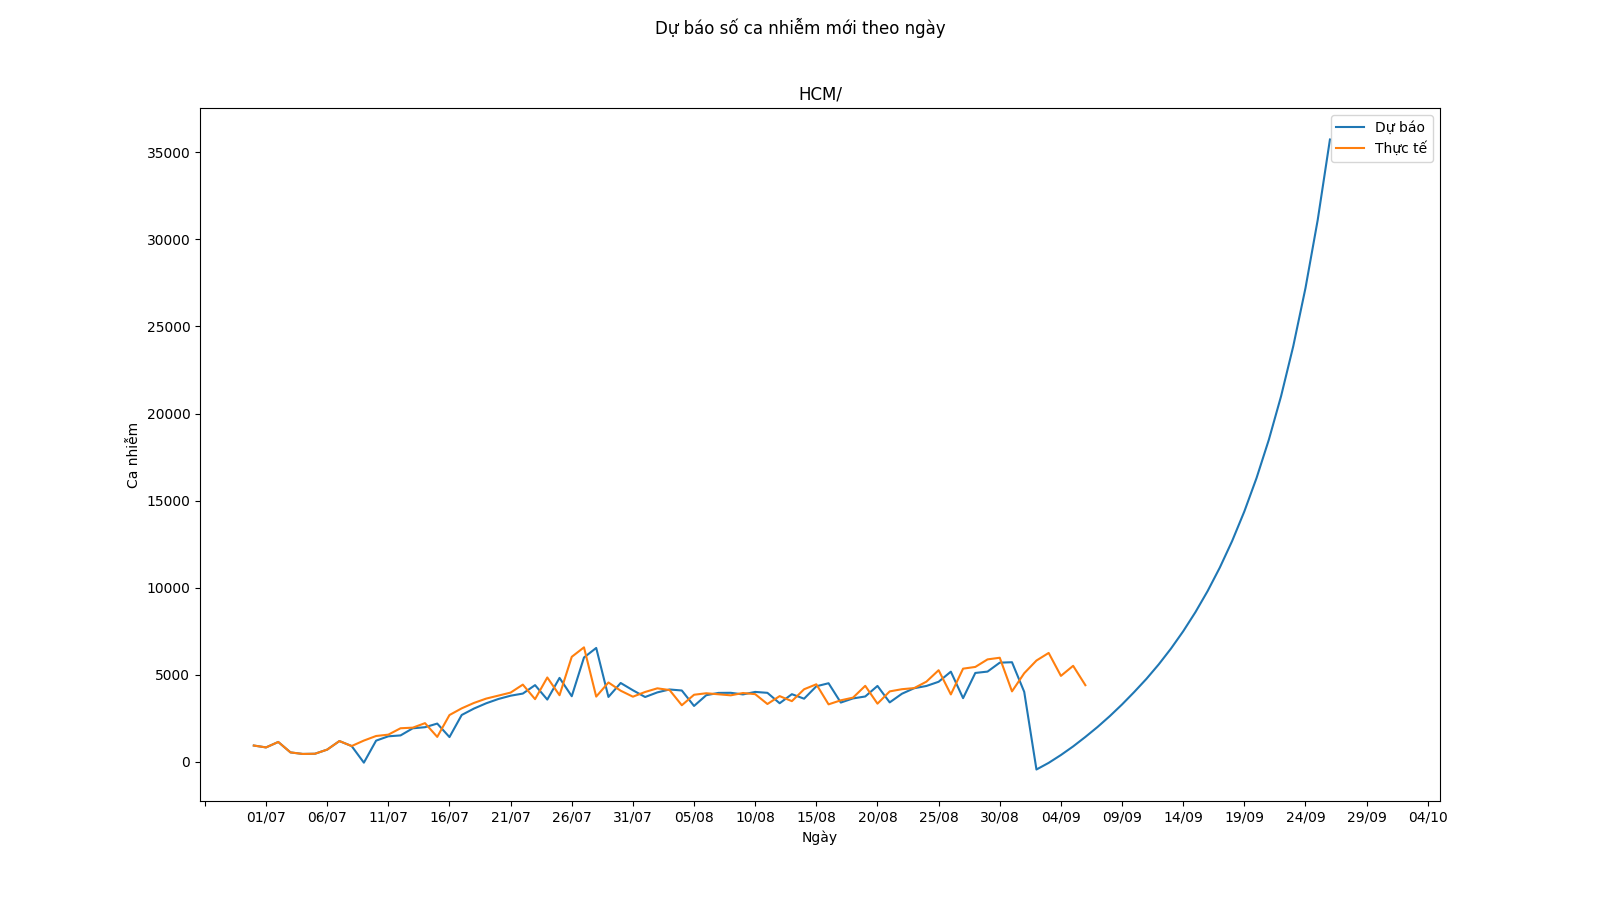 Dự báo số ca nhiễm mới theo ngày
HCM/
Dự báo
Thực tế
Ca nhiễm
35000
30000
25000
20000
15000
10000
5000
0
01/07 06/07 11/07 16/07 21/07 26/07 31/07 05/08 10/08 15/08 20/08 25/08 30/08 04/09 09/09 14/09 19/09 24/09 29/09 04/10
Ngày